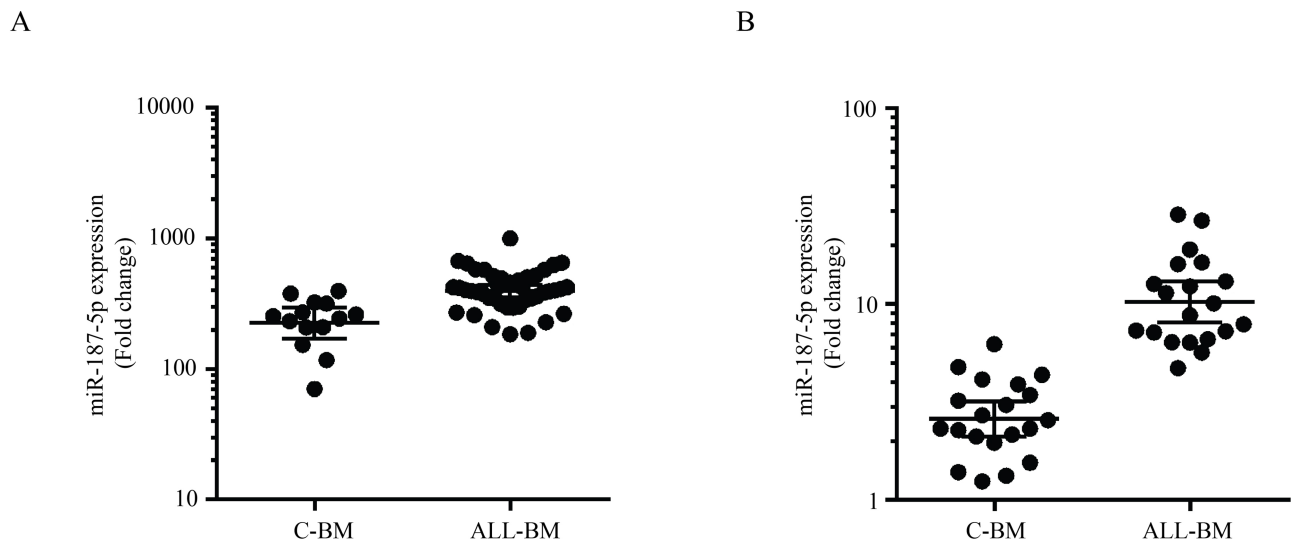 A
B
miR-187-5p expression
(Fold change)
10000
1000
100
10
C-BM
ALL-BM
miR-187-5p expression
(Fold change)
100
10
1
C-BM
ALL-BM